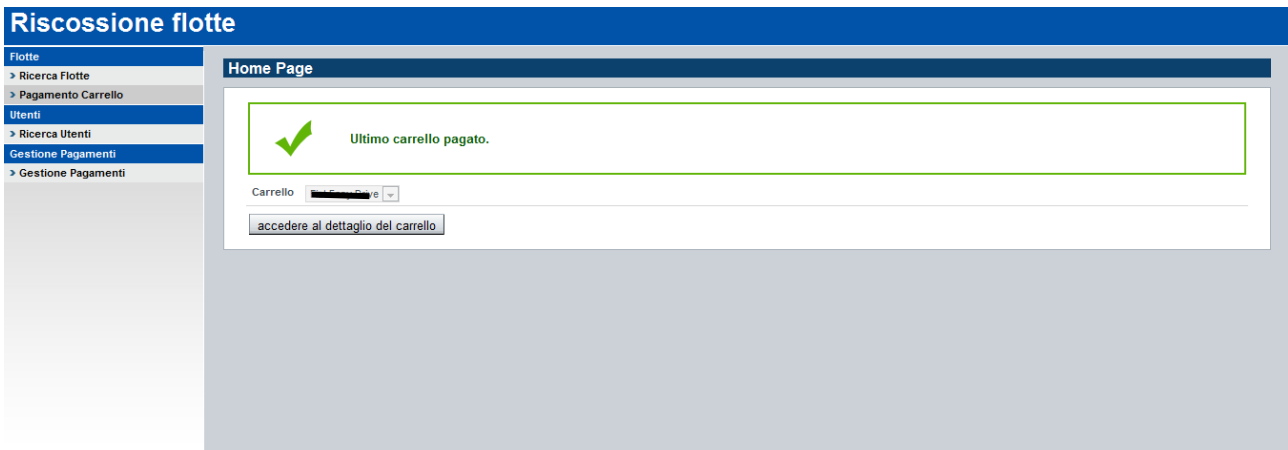 Riscossione flotte
Flotte
Ricerca Flotte
Pagamento Carrello
Utenti
Ricerca Utenti
Gestione Pagamenti
Gestione Pagamenti
Home Page
Ultimo carrello pagato.
Carrello
accedere al dettaglio del carrello